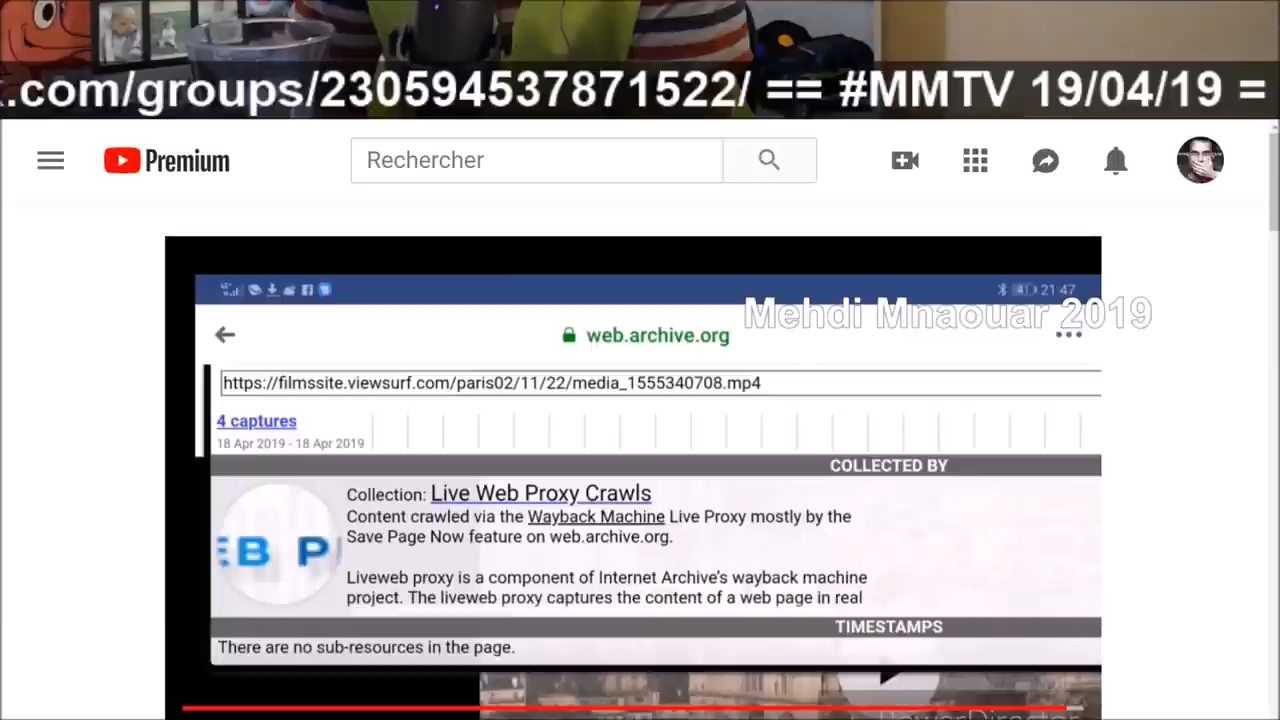 .com/groups/230594537871522/ == #MMTV 19/04/19 =
Premium
Rechercher
21:47
Mehdi Mnaouar 2019
web.archive.org
https://filmssite.viewsurf.com/paris02/11/22/media_1555340708.mp4
4 captures
18 Apr 2019 - 18 Apr 2019
COLLECTED BY
Collection: Live Web Proxy Crawls
Content crawled via the Wayback Machine Live Proxy mostly by the
Save Page Now feature on web.archive.org.
EB P
Liveweb proxy is a component of Internet Archive's wayback machine
project. The liveweb proxy captures the content of a web page in real
TIMESTAMPS
There are no sub-resources in the page.
PowerDirector